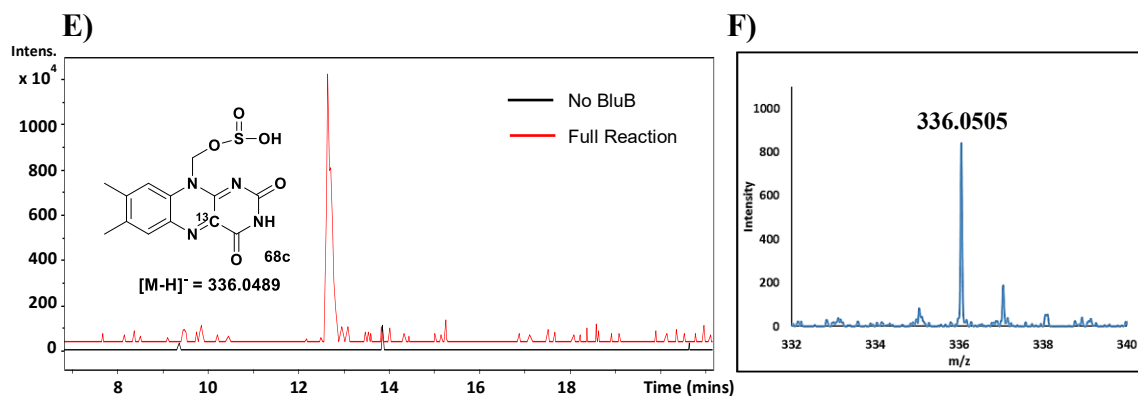 E)
Intens.
x 10⁴
1000
800
600
400
200
0
8 10 12 14 16 18 Time (mins)
No BluB
Full Reaction
O
S OH
O
N N O
13
C NH
N
O 68c
[M-H]⁻ = 336.0489
F)
336.0505
Intensity
1000
800
600
400
200
0
332 334 336 338 340
m/z